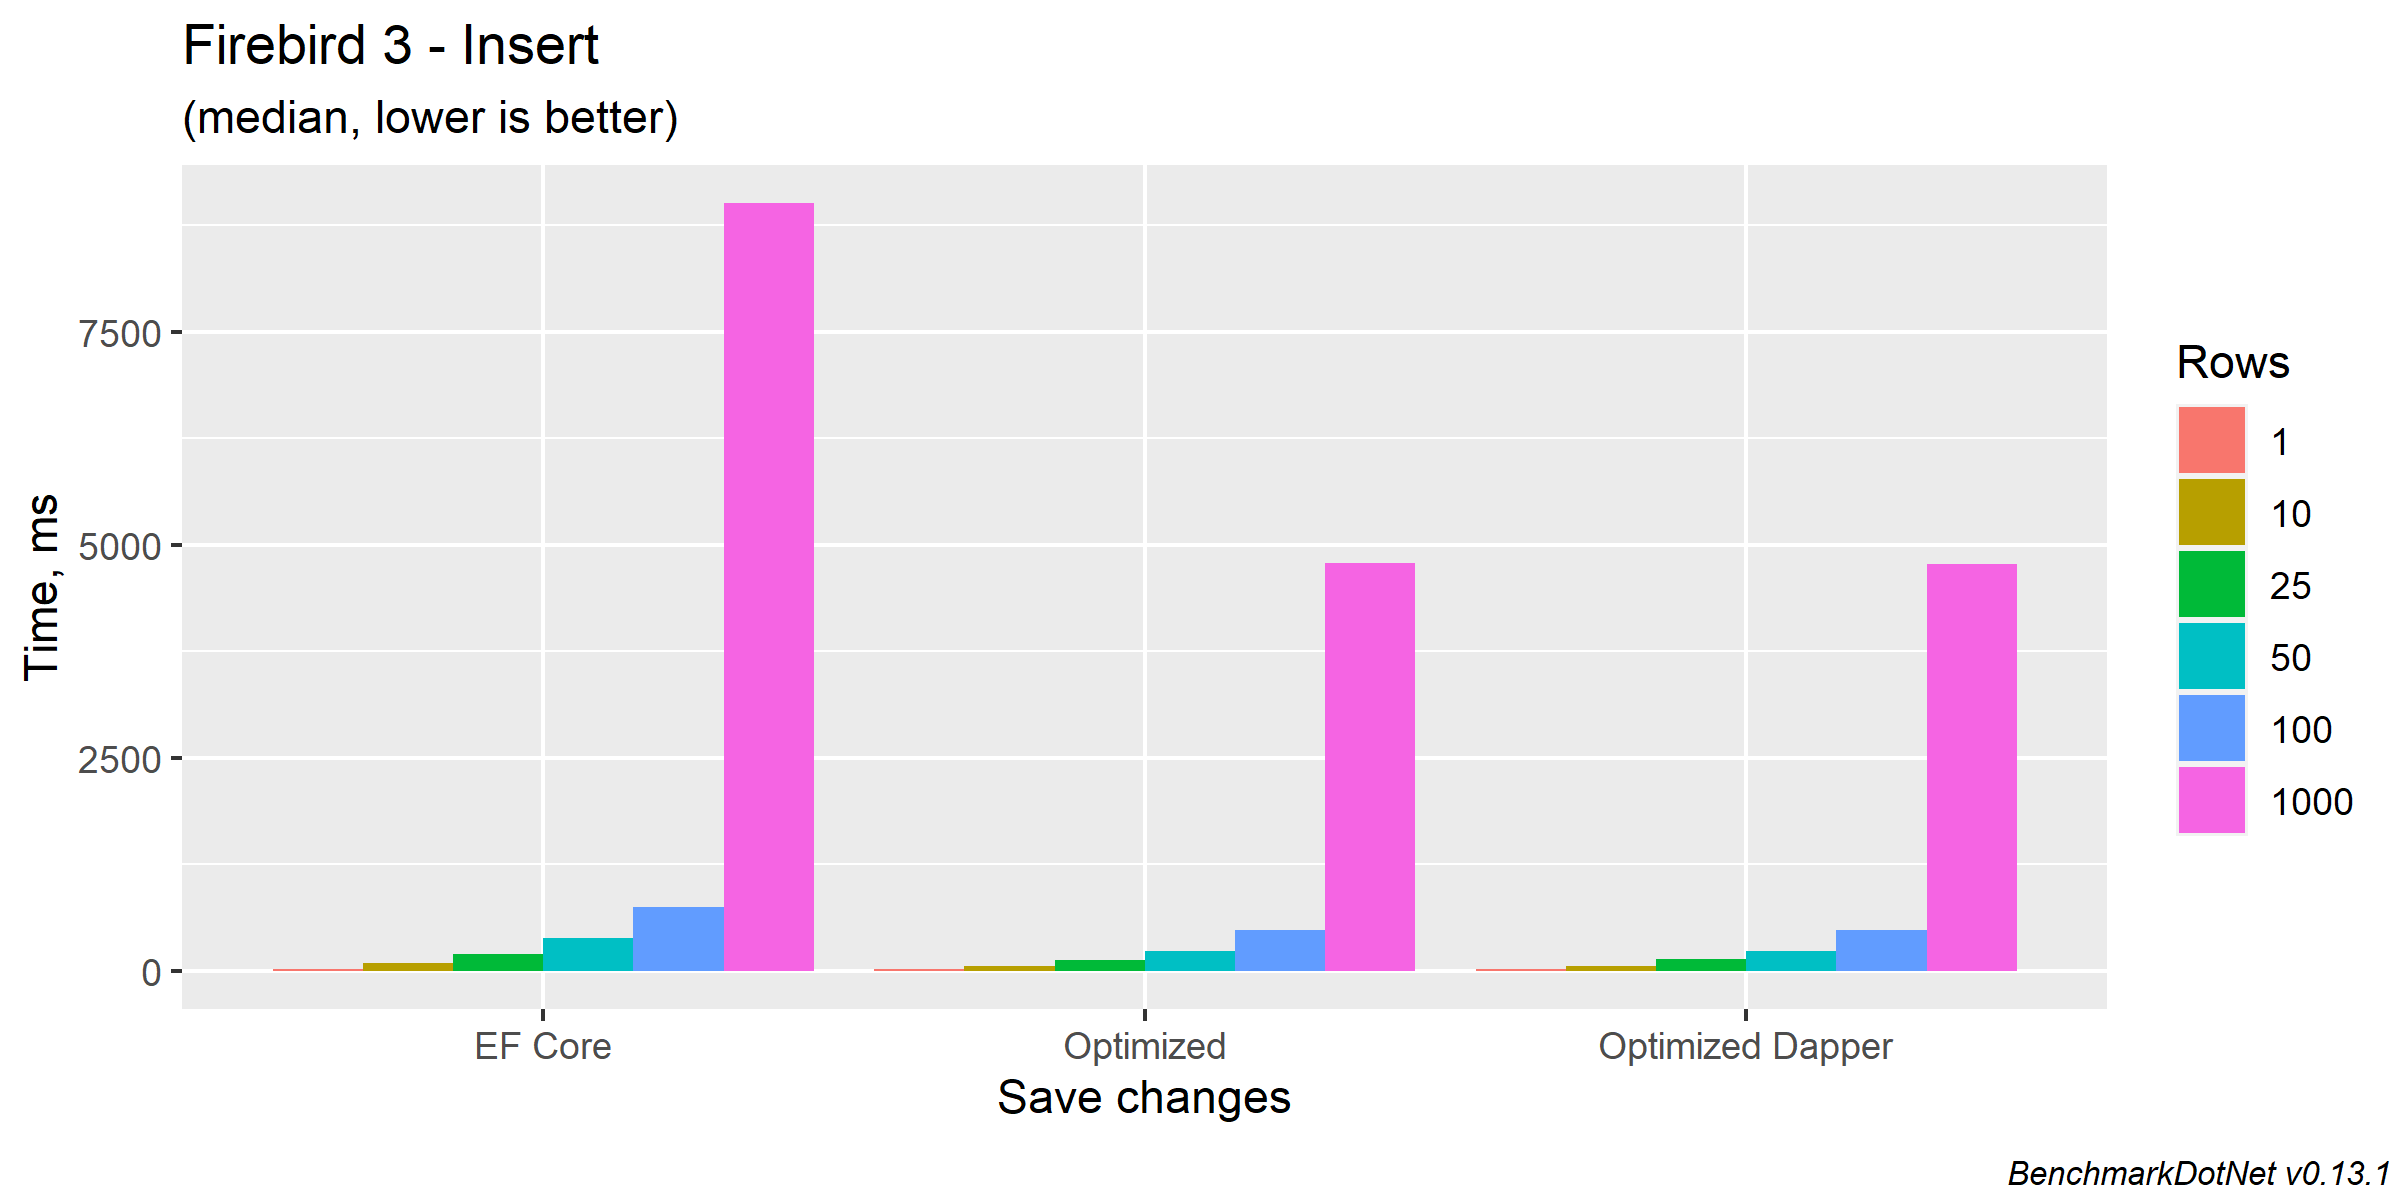 Firebird 3 - Insert
(median, lower is better)
Time, ms
7500
5000
2500
0
EF Core
Optimized
Optimized Dapper
Save changes
Rows
1
10
25
50
100
1000
BenchmarkDotNet v0.13.1